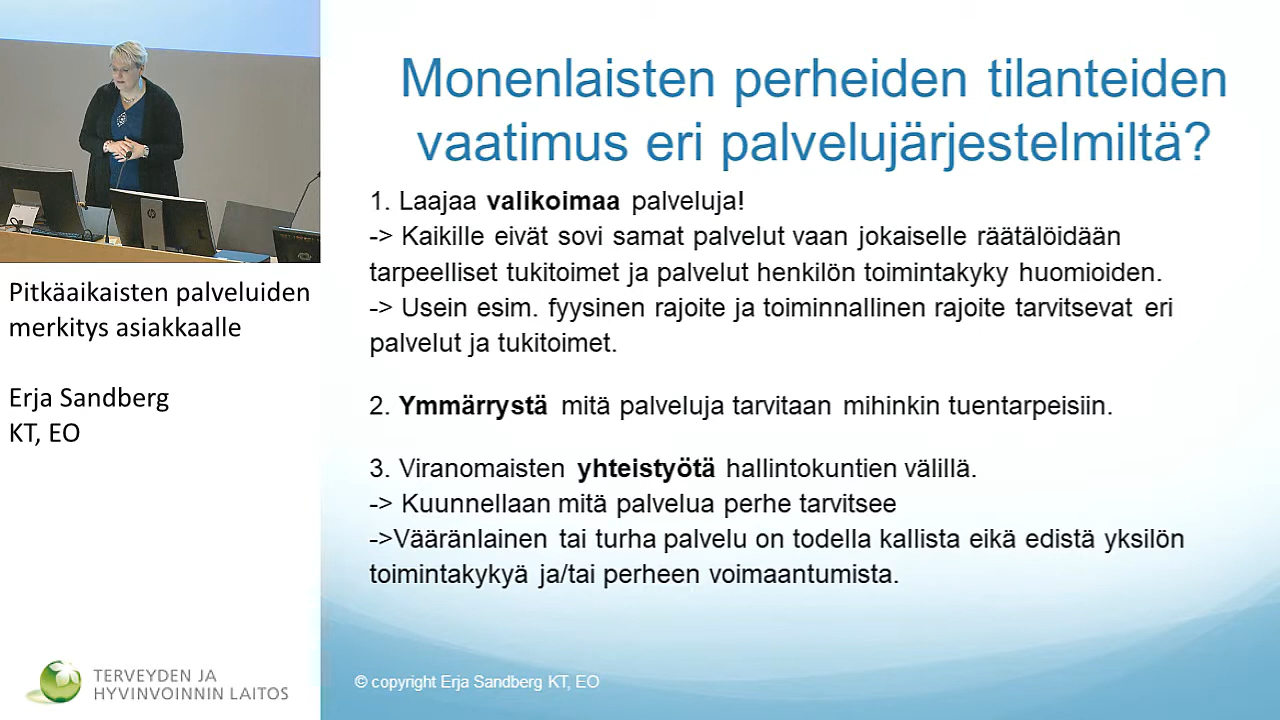 Monenlaisten perheiden tilanteiden
vaatimus eri palvelujärjestelmiltä?
1. Laajaa valikoimaa palveluja!
-> Kaikille eivät sovi samat palvelut vaan jokaiselle räätälöidään
tarpeelliset tukitoimet ja palvelut henkilön toimintakyky huomioiden.
-> Usein esim. fyysinen rajoite ja toiminnallinen rajoite tarvitsevat eri
palvelut ja tukitoimet.
2. Ymmärrystä mitä palveluja tarvitaan mihinkin tuentarpeisiin.
3. Viranomaisten yhteistyötä hallintokuntien välillä.
-> Kuunnellaan mitä palvelua perhe tarvitsee
->Vääränlainen tai turha palvelu on todella kallista eikä edistä yksilön
toimintakykyä ja/tai perheen voimaantumista.
© copyright Erja Sandberg KT, EO
Pitkäaikaisten palveluiden
merkitys asiakkaalle
Erja Sandberg
KT, EO
TERVEYDEN JA
HYVINVOINNIN LAITOS
hp